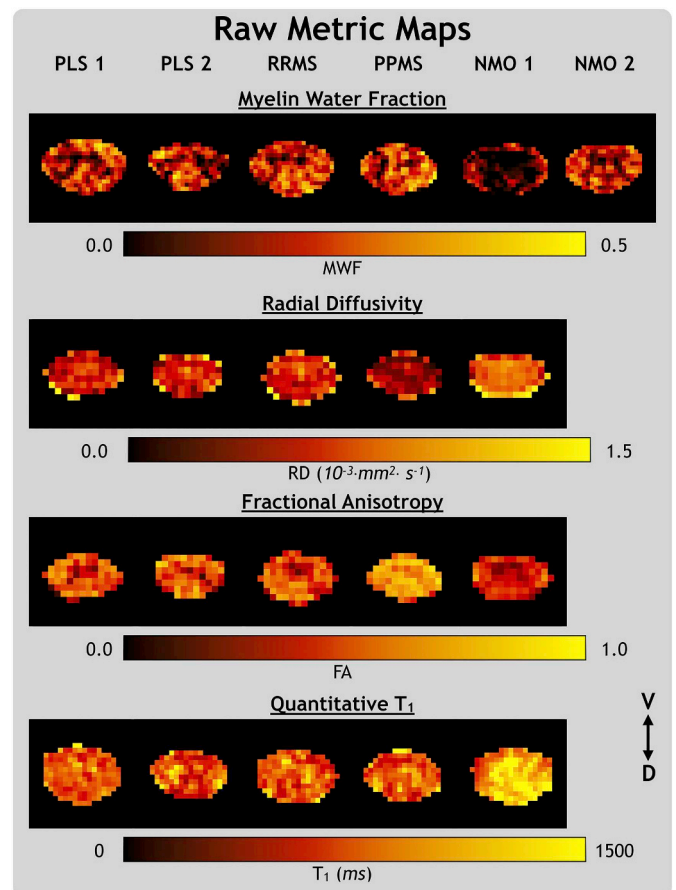 Raw Metric Maps
PLS 1 PLS 2 RRMS PPMS NMO 1 NMO 2
Myelin Water Fraction
0.0 0.5
MWF
Radial Diffusivity
0.0 1.5
RD (10⁻³·mm²· s⁻¹)
Fractional Anisotropy
0.0 1.0
FA
Quantitative T₁
V
D
0 1500
T₁ (ms)